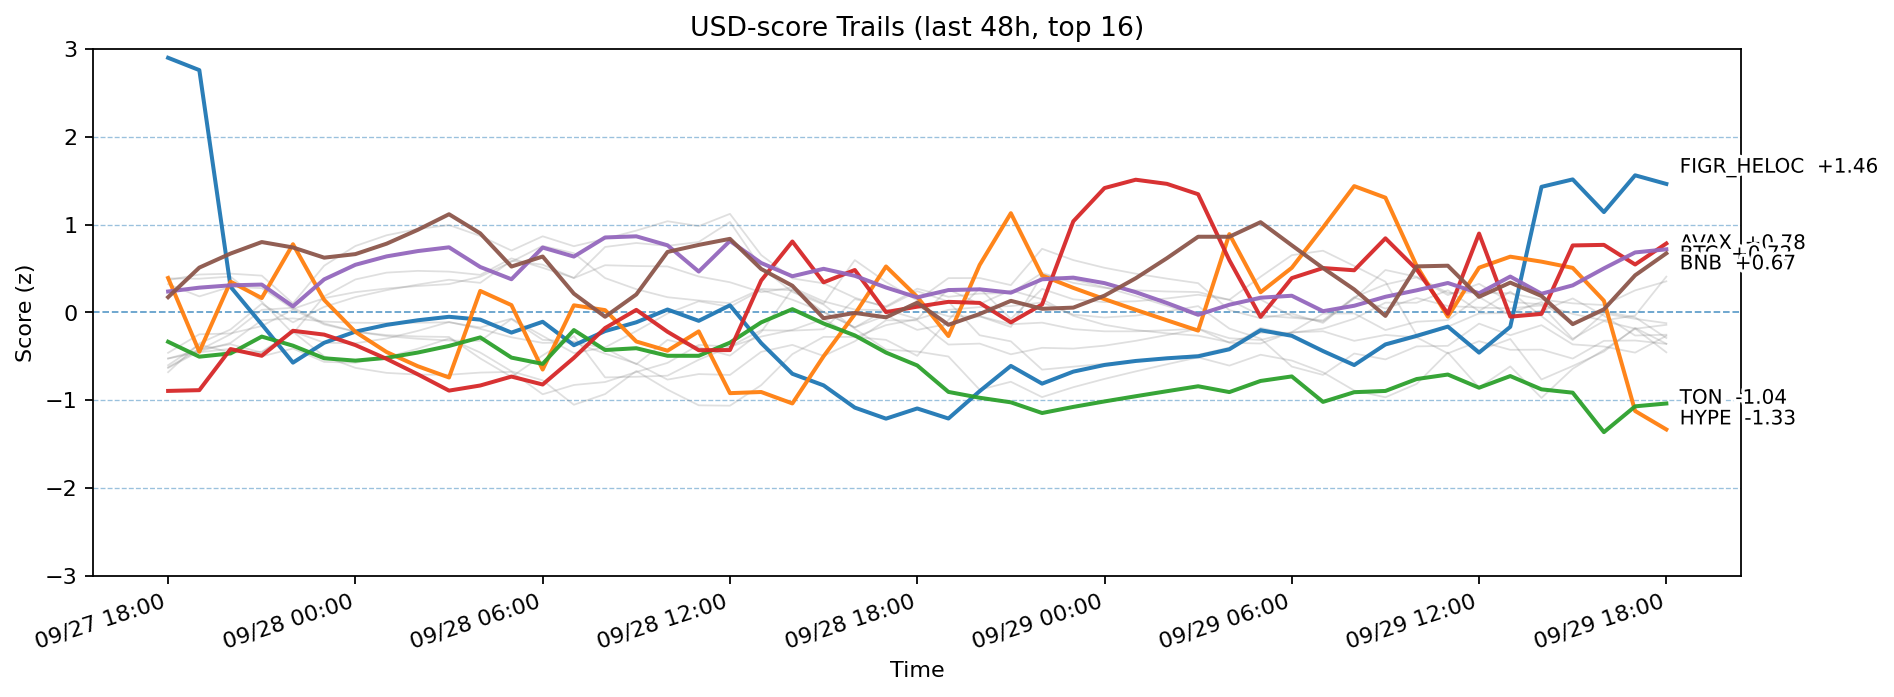 USD-score Trails (last 48h, top 16)
Score (z)
3
2
1
0
−1
−2
−3
FIGR_HELOC +1.46
AVAX +0.78
BNB +0.67
TON -1.04
HYPE -1.33
09/27 18:00
09/28 00:00
09/28 06:00
09/28 12:00
09/28 18:00
09/29 00:00
09/29 06:00
09/29 12:00
09/29 18:00
Time